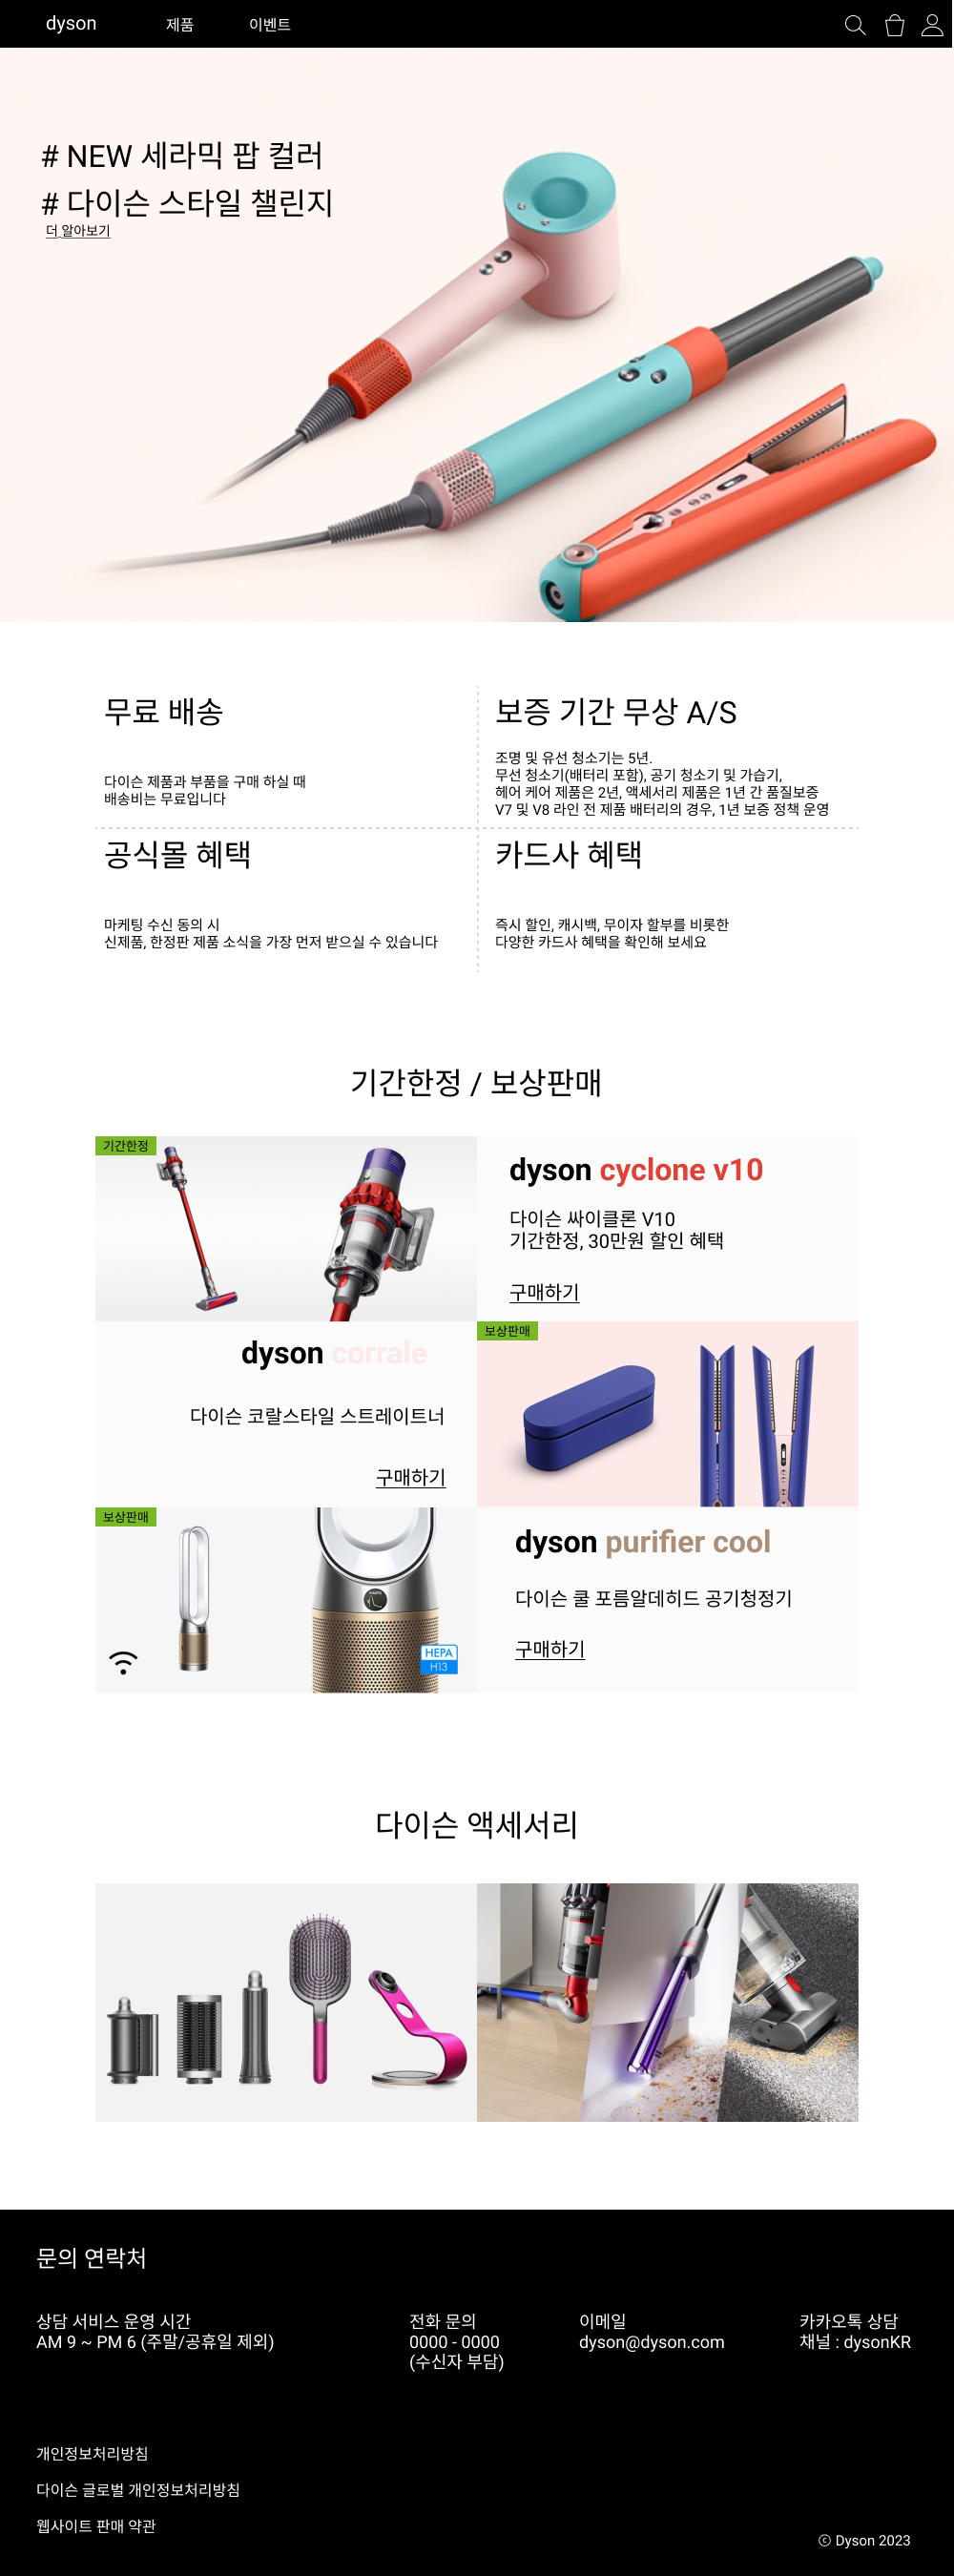 dyson 제품 이벤트
# NEW 세라믹 팝 컬러
# 다이슨 스타일 챌린지
더 알아보기
무료 배송
다이슨 제품과 부품을 구매 하실 때
배송비는 무료입니다
보증 기간 무상 A/S
조명 및 유선 청소기는 5년.
무선 청소기(배터리 포함), 공기 청소기 및 가습기,
헤어 케어 제품은 2년, 액세서리 제품은 1년 간 품질보증
V7 및 V8 라인 전 제품 배터리의 경우, 1년 보증 정책 운영
공식몰 혜택
마케팅 수신 동의 시
신제품, 한정판 제품 소식을 가장 먼저 받으실 수 있습니다
카드사 혜택
즉시 할인, 캐시백, 무이자 할부를 비롯한
다양한 카드사 혜택을 확인해 보세요
기간한정 / 보상판매
기간한정
dyson cyclone v10
다이슨 싸이클론 V10
기간한정, 30만원 할인 혜택
구매하기
dyson corrale
다이슨 코랄스타일 스트레이트너
구매하기
보상판매
보상판매
HEPA
H13
dyson purifier cool
다이슨 쿨 포름알데히드 공기청정기
구매하기
다이슨 액세서리
문의 연락처
상담 서비스 운영 시간
AM 9 ~ PM 6 (주말/공휴일 제외)
전화 문의
0000 - 0000
(수신자 부담)
이메일
dyson@dyson.com
카카오톡 상담
채널 : dysonKR
개인정보처리방침
다이슨 글로벌 개인정보처리방침
웹사이트 판매 약관
ⓒ Dyson 2023